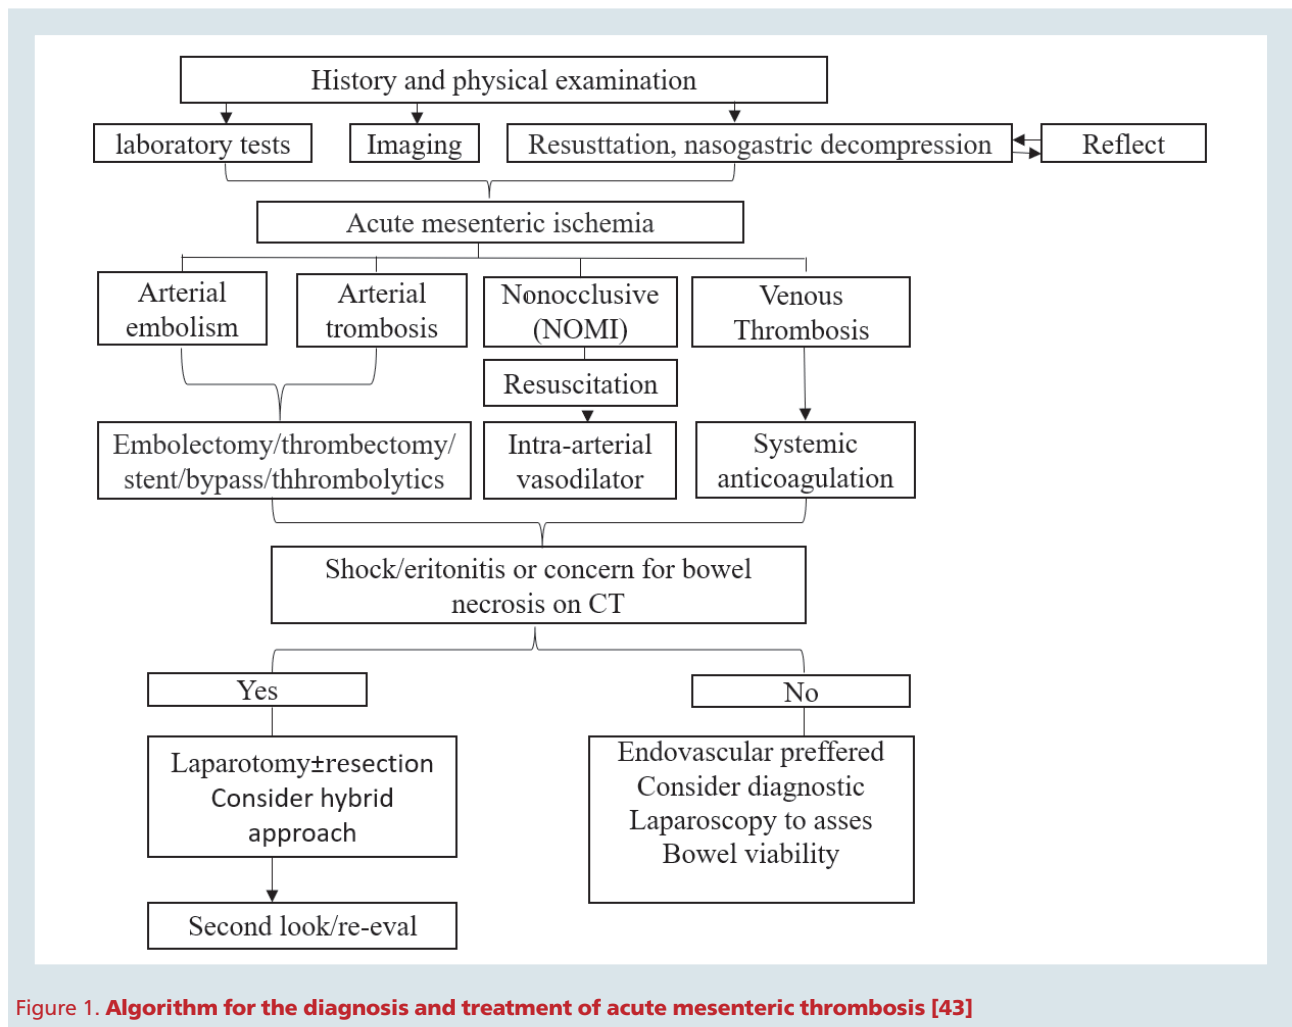 History and physical examination
laboratory tests
Imaging
Resusttation, nasogastric decompression
Reflect
Acute mesenteric ischemia
Arterial
embolism
Arterial
trombosis
Nonocclusive
(NOMI)
Venous
Thrombosis
Resuscitation
Embolectomy/thrombectomy/
stent/bypass/thhrombolytics
Intra-arterial
vasodilator
Systemic
anticoagulation
Shock/eritonitis or concern for bowel
necrosis on CT
Yes
No
Laparotomy±resection
Consider hybrid
approach
Endovascular preffered
Consider diagnostic
Laparoscopy to asses
Bowel viability
Second look/re-eval
Figure 1. Algorithm for the diagnosis and treatment of acute mesenteric thrombosis [43]